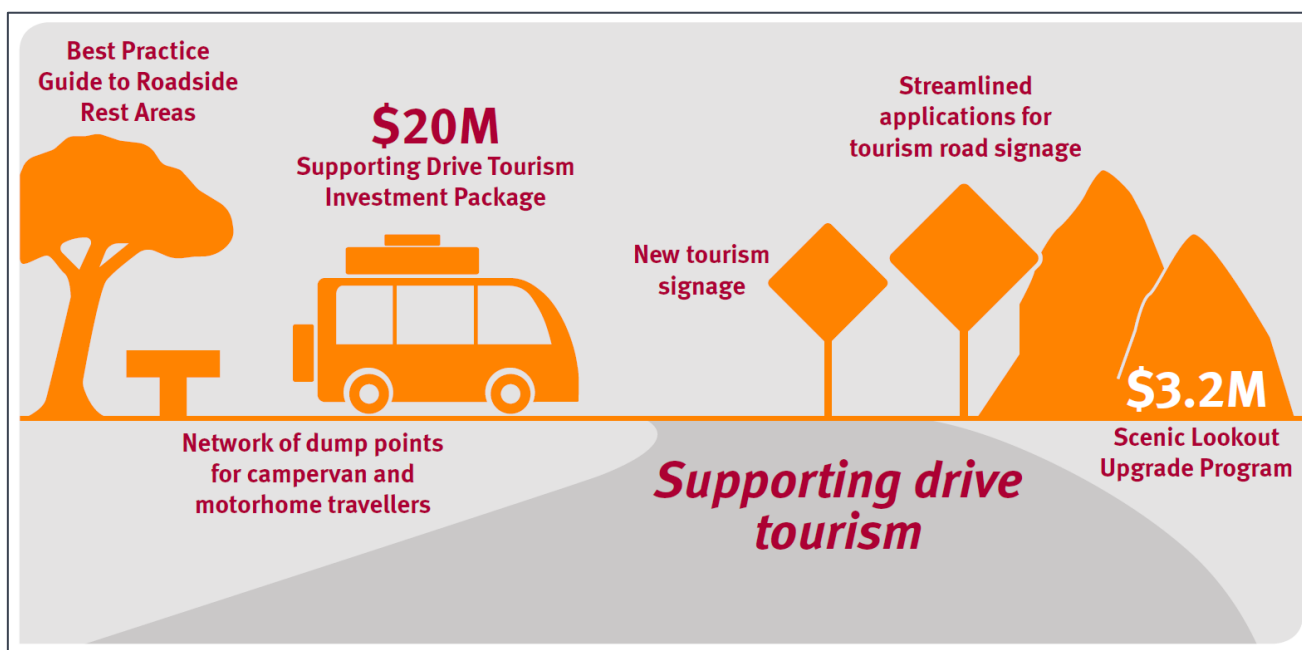 Best Practice
Guide to Roadside
Rest Areas
$20M
Supporting Drive Tourism
Investment Package
Streamlined
applications for
tourism road signage
New tourism
signage
$3.2M
Scenic Lookout
Upgrade Program
Network of dump points
for campervan and
motorhome travellers
Supporting drive
tourism